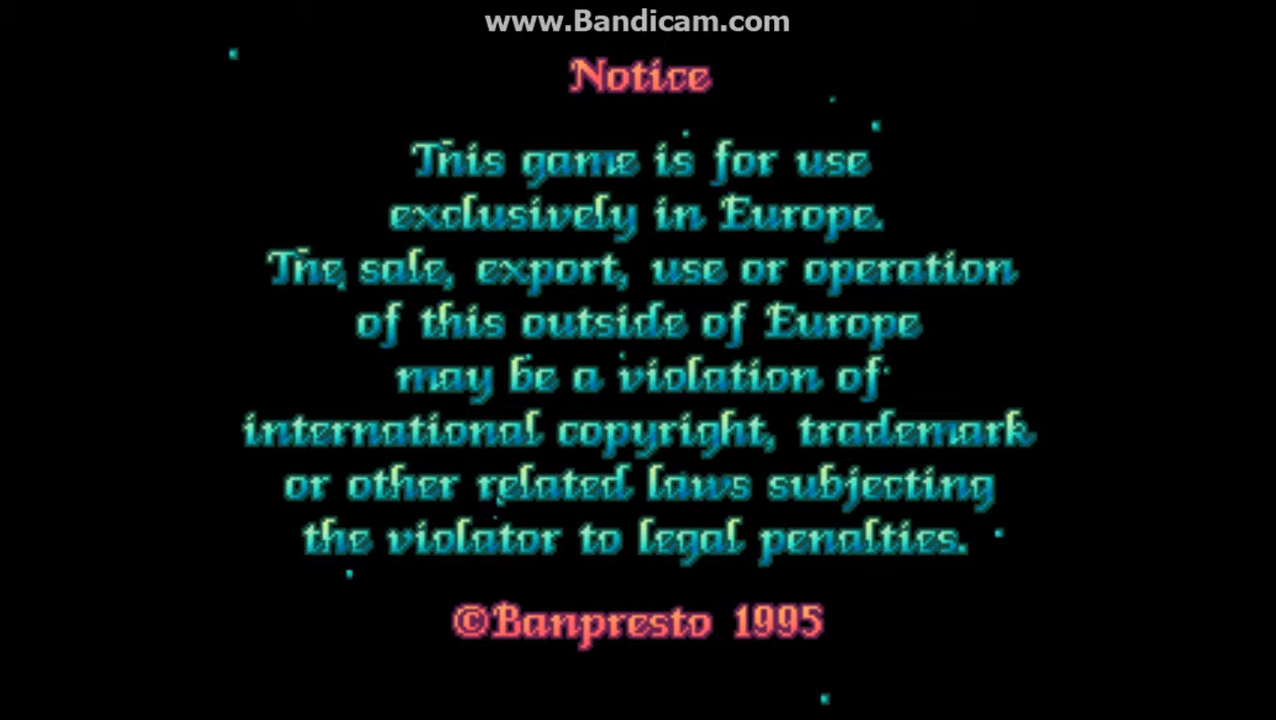 www.Bandicam.com
Notice
This game is for use
exclusively in Europe.
The sale, export, use or operation
of this outside of Europe
may be a violation of
international copyright, trademark
or other related laws subjecting
the violator to legal penalties.
©Banpresto 1995